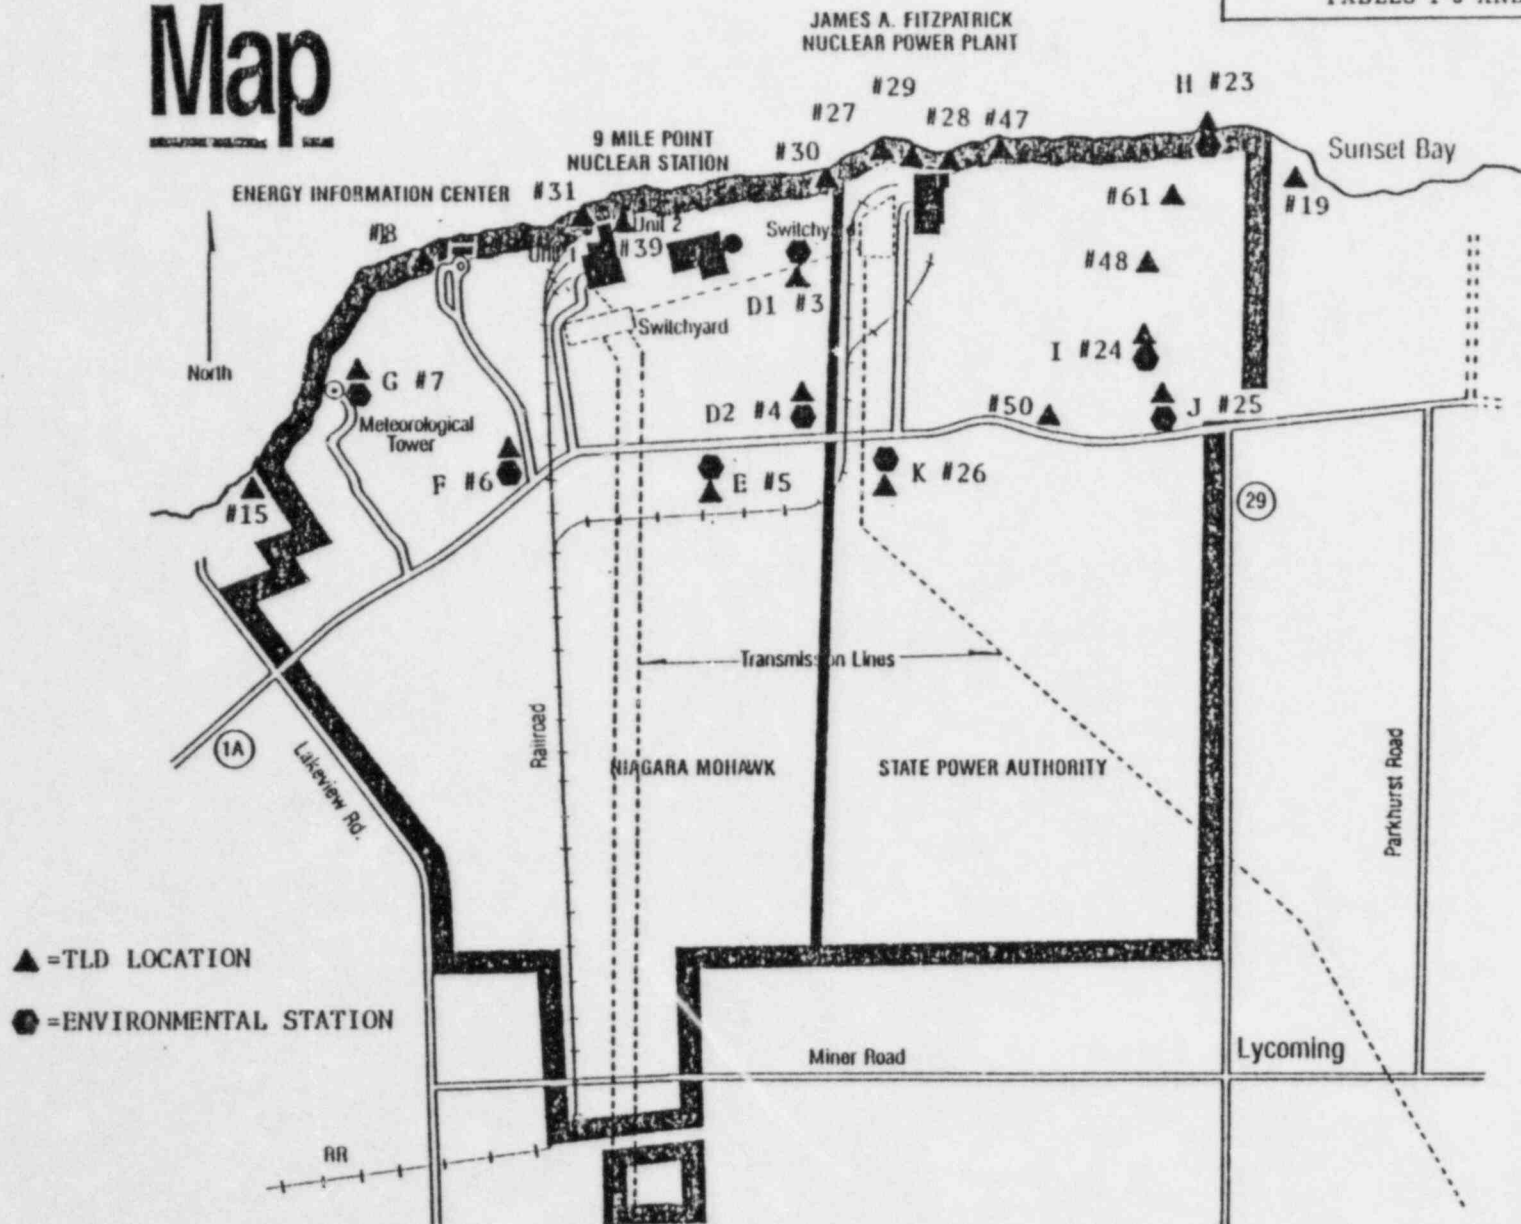 Map
JAMES A. FITZPATRICK
NUCLEAR POWER PLANT
#29
#27
#28 #47
H #23
9 MILE POINT
NUCLEAR STATION
#30
Sunset Bay
ENERGY INFORMATION CENTER
#31
#61
#19
Unit 2
Switchy
Unit 1
#39
#48
D1 #3
Switchyard
I #24
North
G #7
D2 #4
#50
J #25
Meteorological
Tower
F #6
E #5
K #26
#15
29
Transmission Lines
1A
Lakeview Rd.
Railroad
NIAGARA MOHAWK
STATE POWER AUTHORITY
Parkhurst Road
=TLD LOCATION
=ENVIRONMENTAL STATION
Miner Road
Lycoming
RR